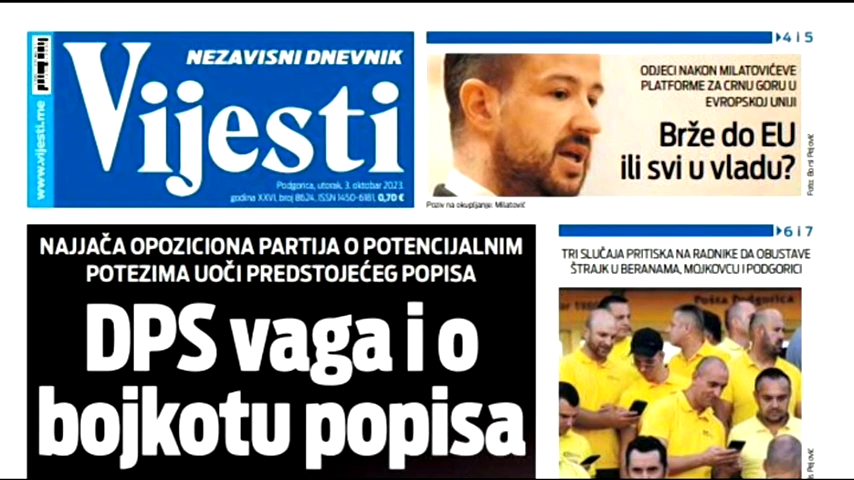 www.vijesti.me
NEZAVISNI DNEVNIK
Vijesti
Podgorica, utorak, 3. oktobar 2023.
godina XXVI, broj 8624, ISSN 1450-6181, 0,70 €
4 i 5
ODJECI NAKON MILATOVIĆEVE
PLATFORME ZA CRNU GORU U
EVROPSKOJ UNIJI
Brže do EU
ili svi u vladu?
Foto: Boris Pejović
Poziv na okupljanje: Milatović
NAJJAČA OPOZICIONA PARTIJA O POTENCIJALNIM
POTEZIMA UOČI PREDSTOJEĆEG POPISA
DPS vaga i o
bojkotu popisa
6 i 7
TRI SLUČAJA PRITISKA NA RADNIKE DA OBUSTAVE
ŠTRAJK U BERANAMA, MOJKOVCU I PODGORICI
Pošta Podgorica